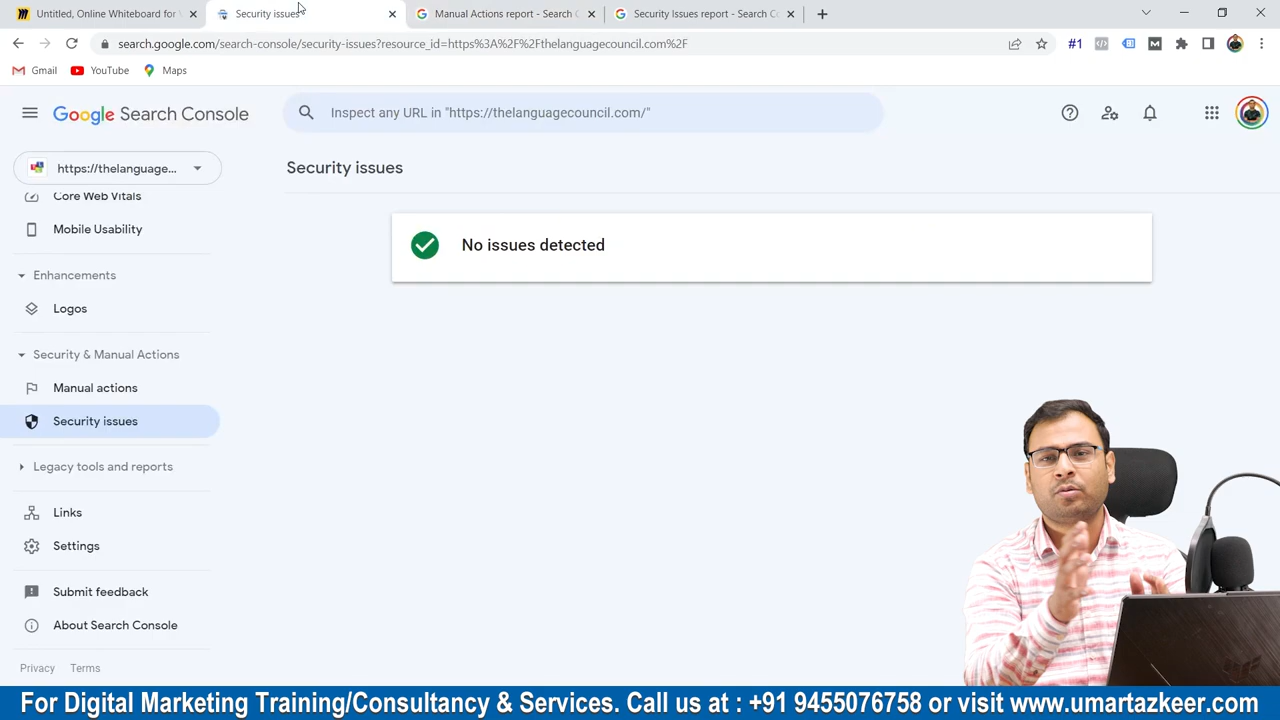 Untitled, Online Whiteboard for V
Security issues
Manual Actions report - Search C
Security Issues report - Search Co
search.google.com/search-console/security-issues?resource_id=https%3A%2F%2Fthelanguagecouncil.com%2F
#1
M
Gmail
YouTube
Maps
Google Search Console
Inspect any URL in "https://thelanguagecouncil.com/"
https://thelanguage...
Security issues
Core Web Vitals
Mobile Usability
No issues detected
Enhancements
Logos
Security & Manual Actions
Manual actions
Security issues
Legacy tools and reports
Links
Settings
Submit feedback
About Search Console
Privacy
Terms
For Digital Marketing Training/Consultancy & Services. Call us at : +91 9455076758 or visit www.umartazkeer.com